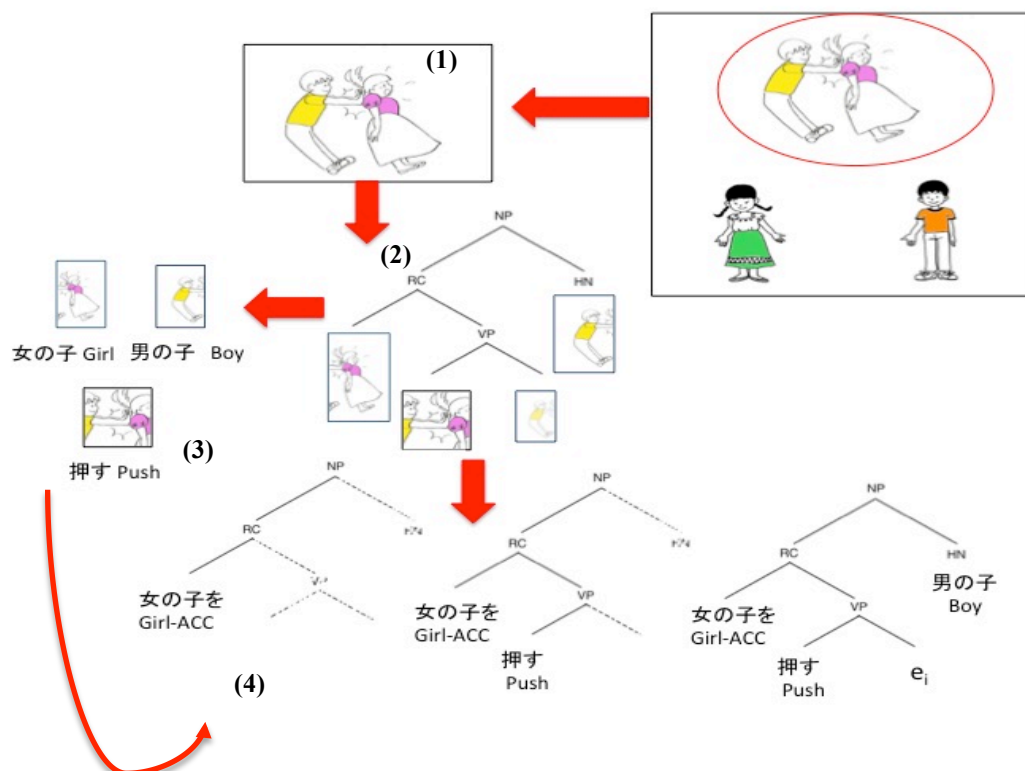 (1)
(2)
NP
RC
HN
VP
女の子 Girl
男の子 Boy
押す Push
(3)
NP
RC
HN
VP
女の子を
Girl-ACC
NP
RC
HN
VP
女の子を
Girl-ACC
押す
Push
NP
RC
HN
VP
女の子を
Girl-ACC
男の子
Boy
押す
Push
ei
(4)